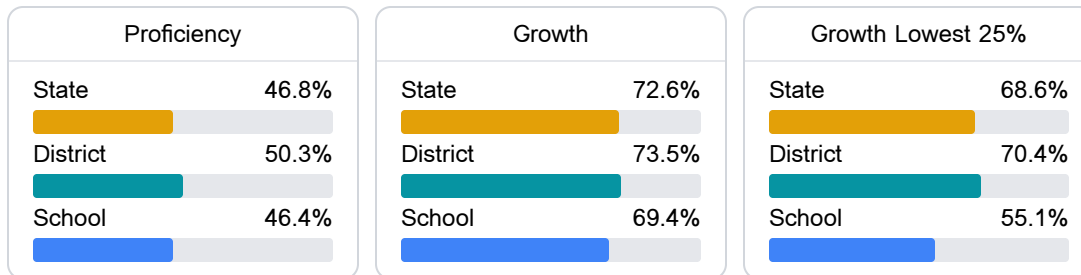 Proficiency
State 46.8%
District 50.3%
School 46.4%
Growth
State 72.6%
District 73.5%
School 69.4%
Growth Lowest 25%
State 68.6%
District 70.4%
School 55.1%